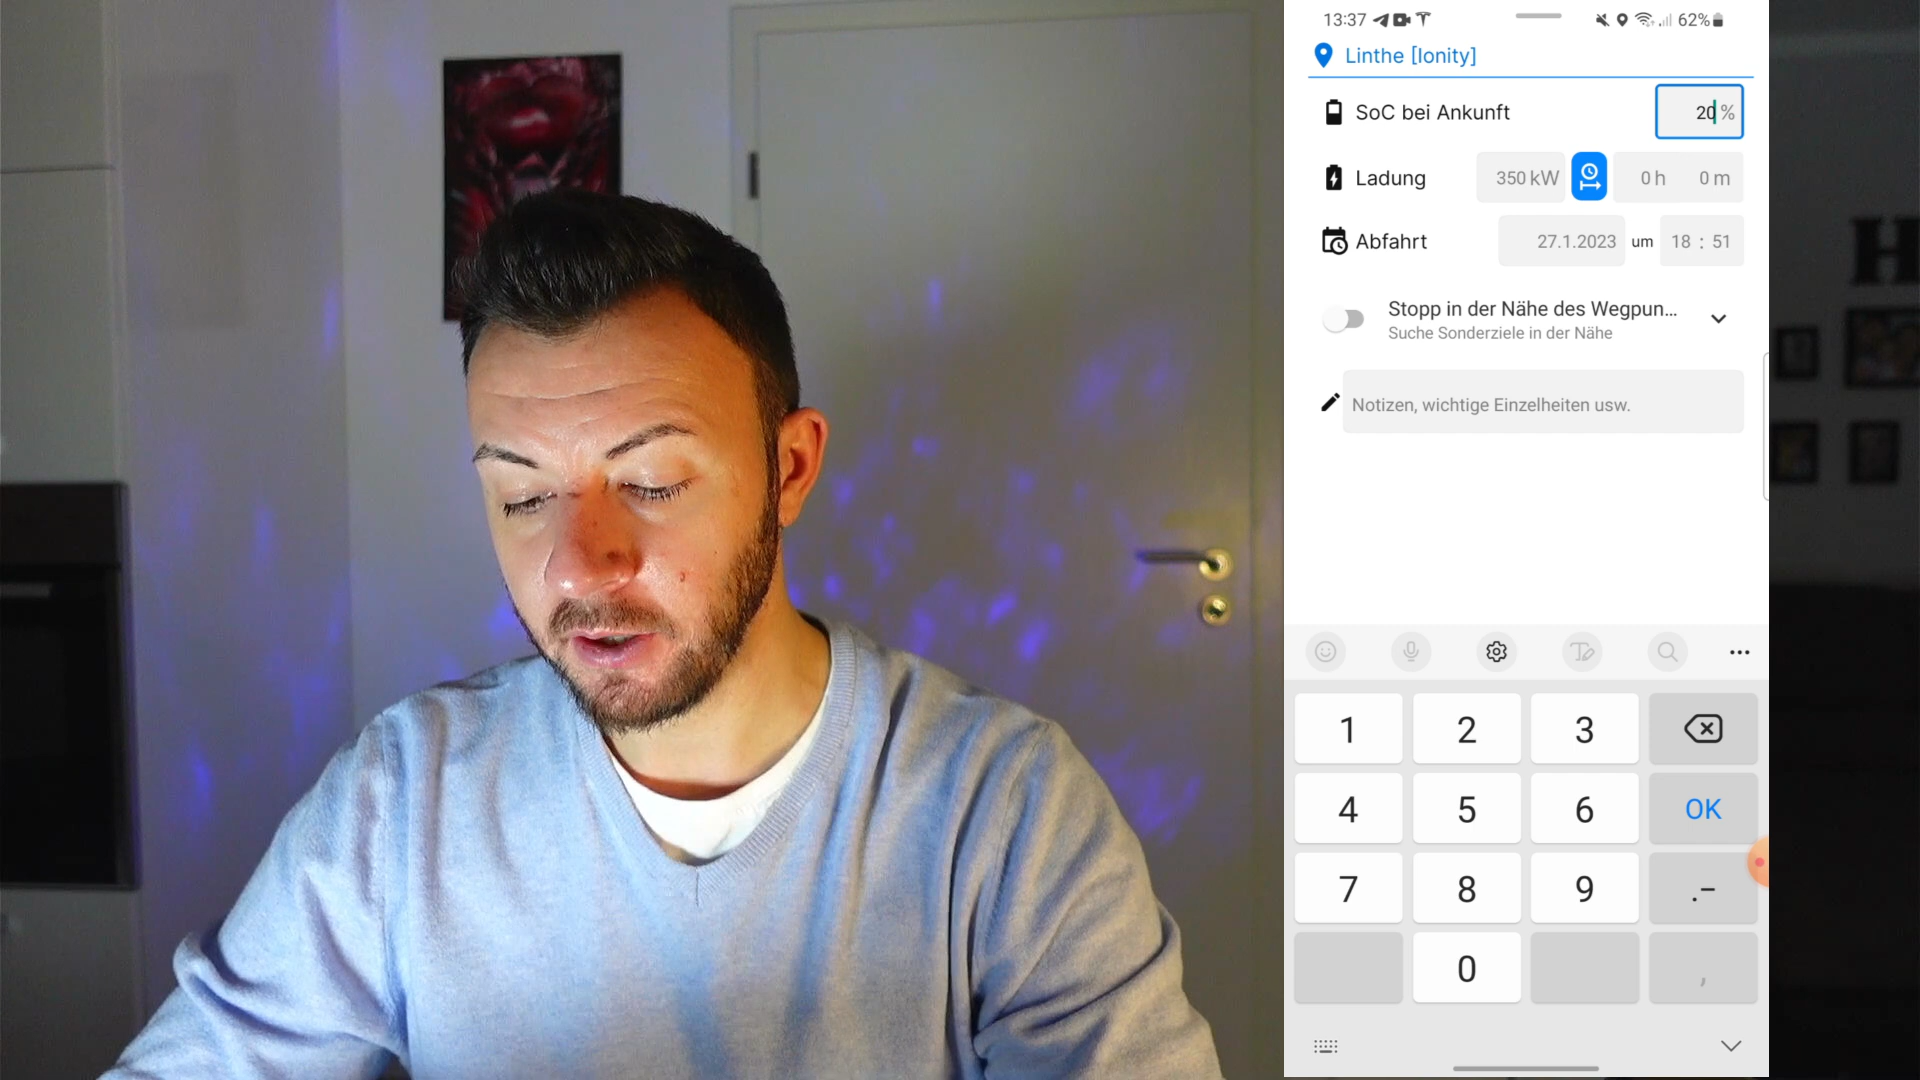 13:37
62%
Linthe [Ionity]
SoC bei Ankunft
20 %
Ladung
350 kW
0 h 0 m
Abfahrt
27.1.2023 um 18 : 51
Stopp in der Nähe des Wegpun...
Suche Sonderziele in der Nähe
Notizen, wichtige Einzelheiten usw.
1 2 3
4 5 6 OK
7 8 9 .-
0 ,
H